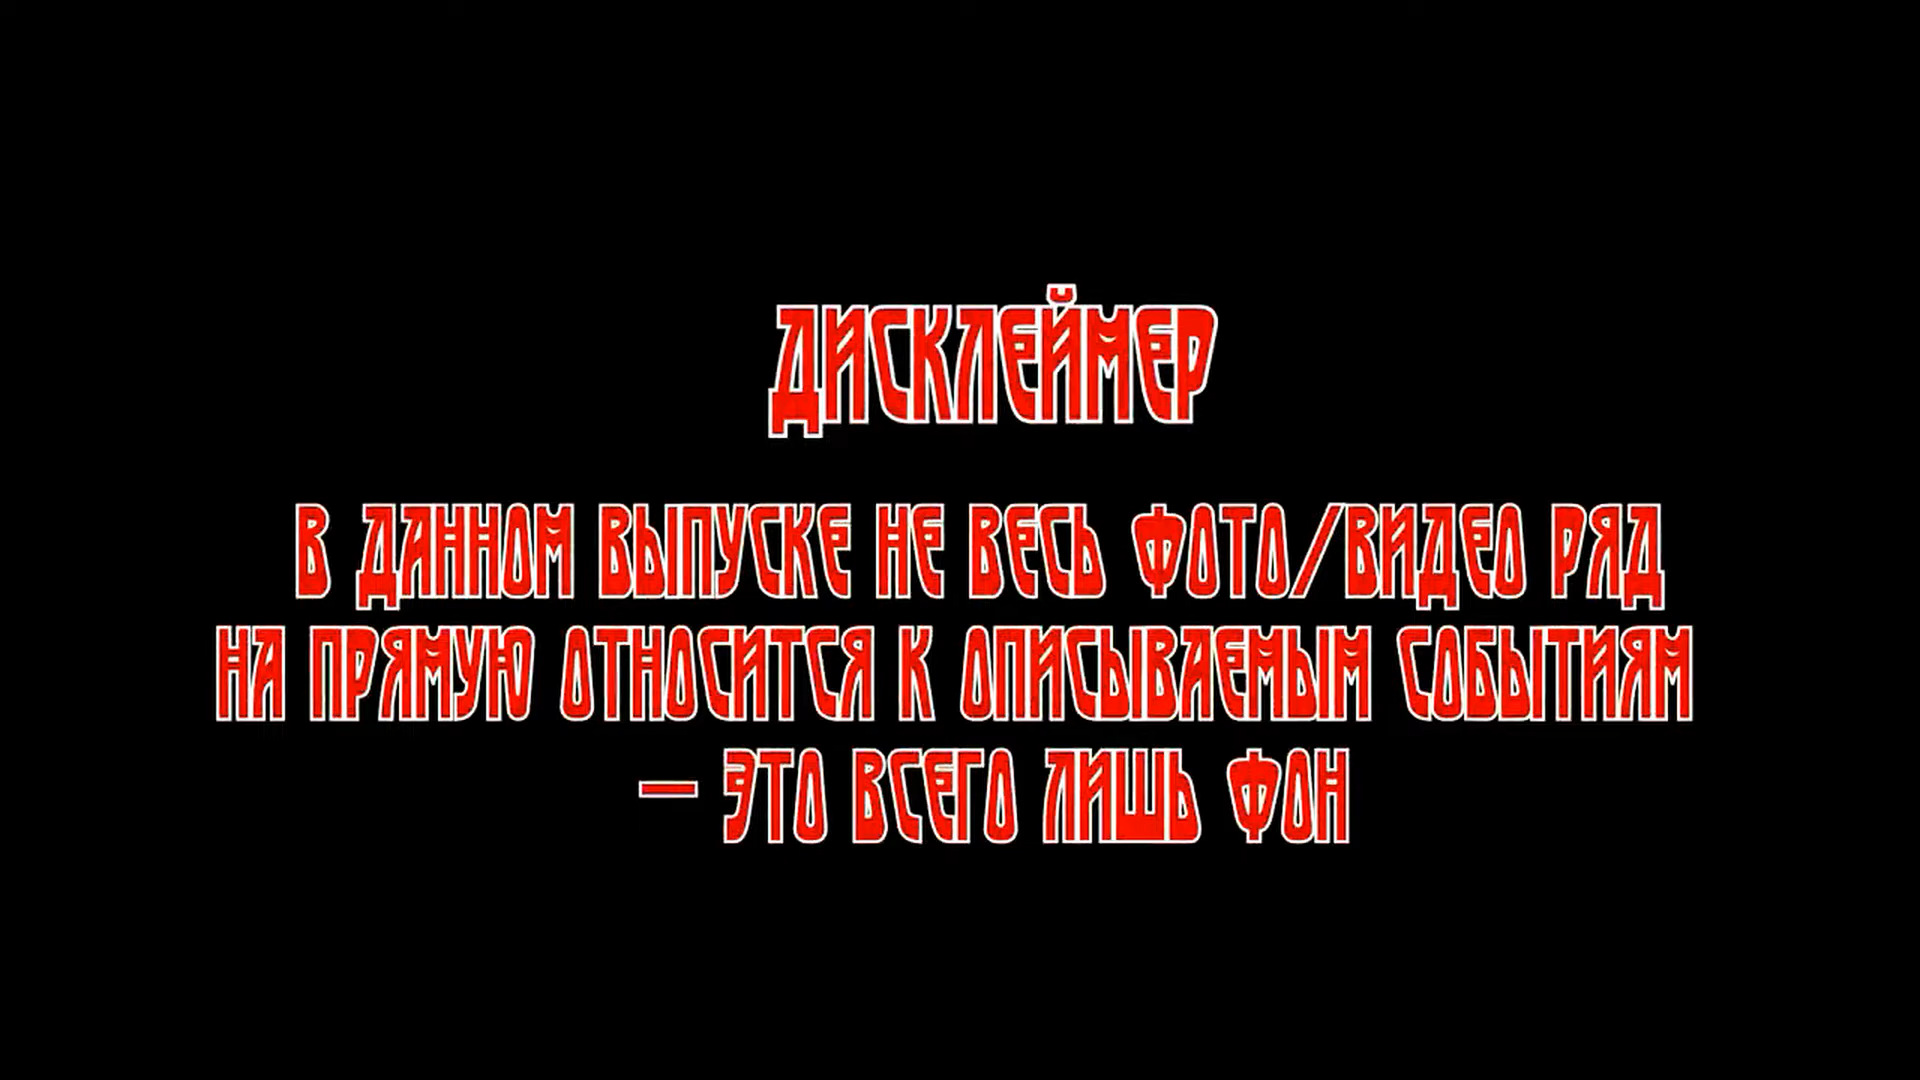 ДИСКЛЕЙМЕР
В ДАННОМ ВЫПУСКЕ НЕ ВЕСЬ ФОТО/ВИДЕО РЯД
НА ПРЯМУЮ ОТНОСИТСЯ К ОПИСЫВАЕМЫМ СОБЫТИЯМ
— ЭТО ВСЕГО ЛИШЬ ФОН